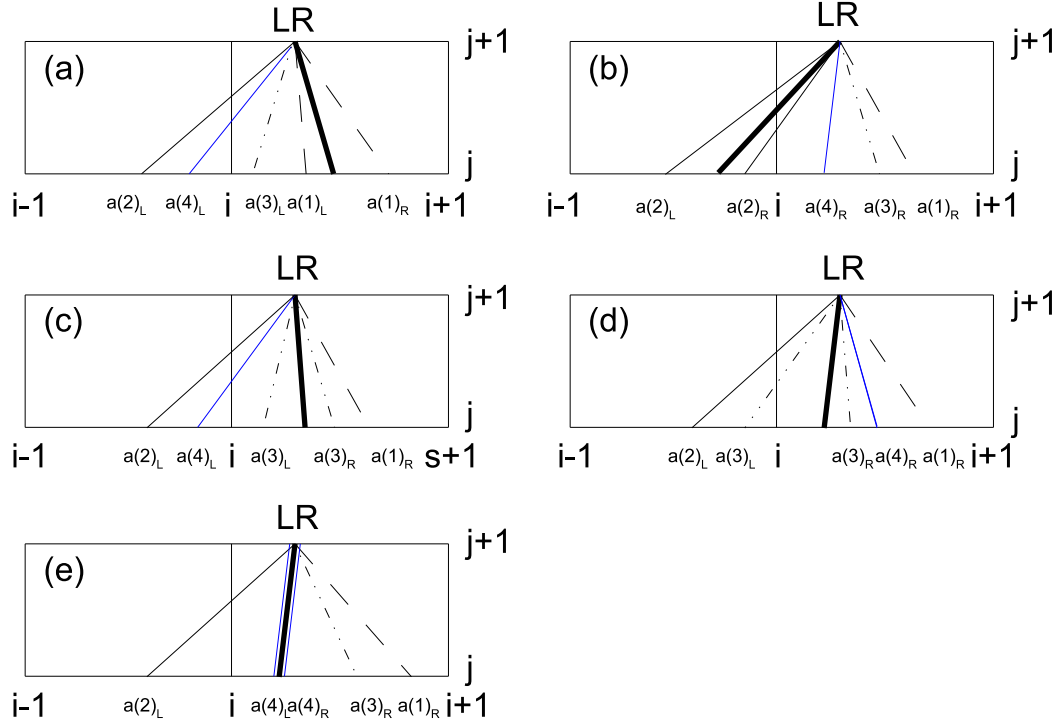 LR LR
(a) j+1 (b) j+1
j j
i-1 a(2)L a(4)L i a(3)L a(1)L a(1)R i+1 i-1 a(2)L a(2)R i a(4)R a(3)R a(1)R i+1
LR LR
(c) j+1 (d) j+1
j j
i-1 a(2)L a(4)L i a(3)L a(3)R a(1)R s+1 i-1 a(2)L a(3)L i a(3)R a(4)R a(1)R i+1
LR
(e) j+1
j
i-1 a(2)L i a(4)L a(4)R a(3)R a(1)R i+1